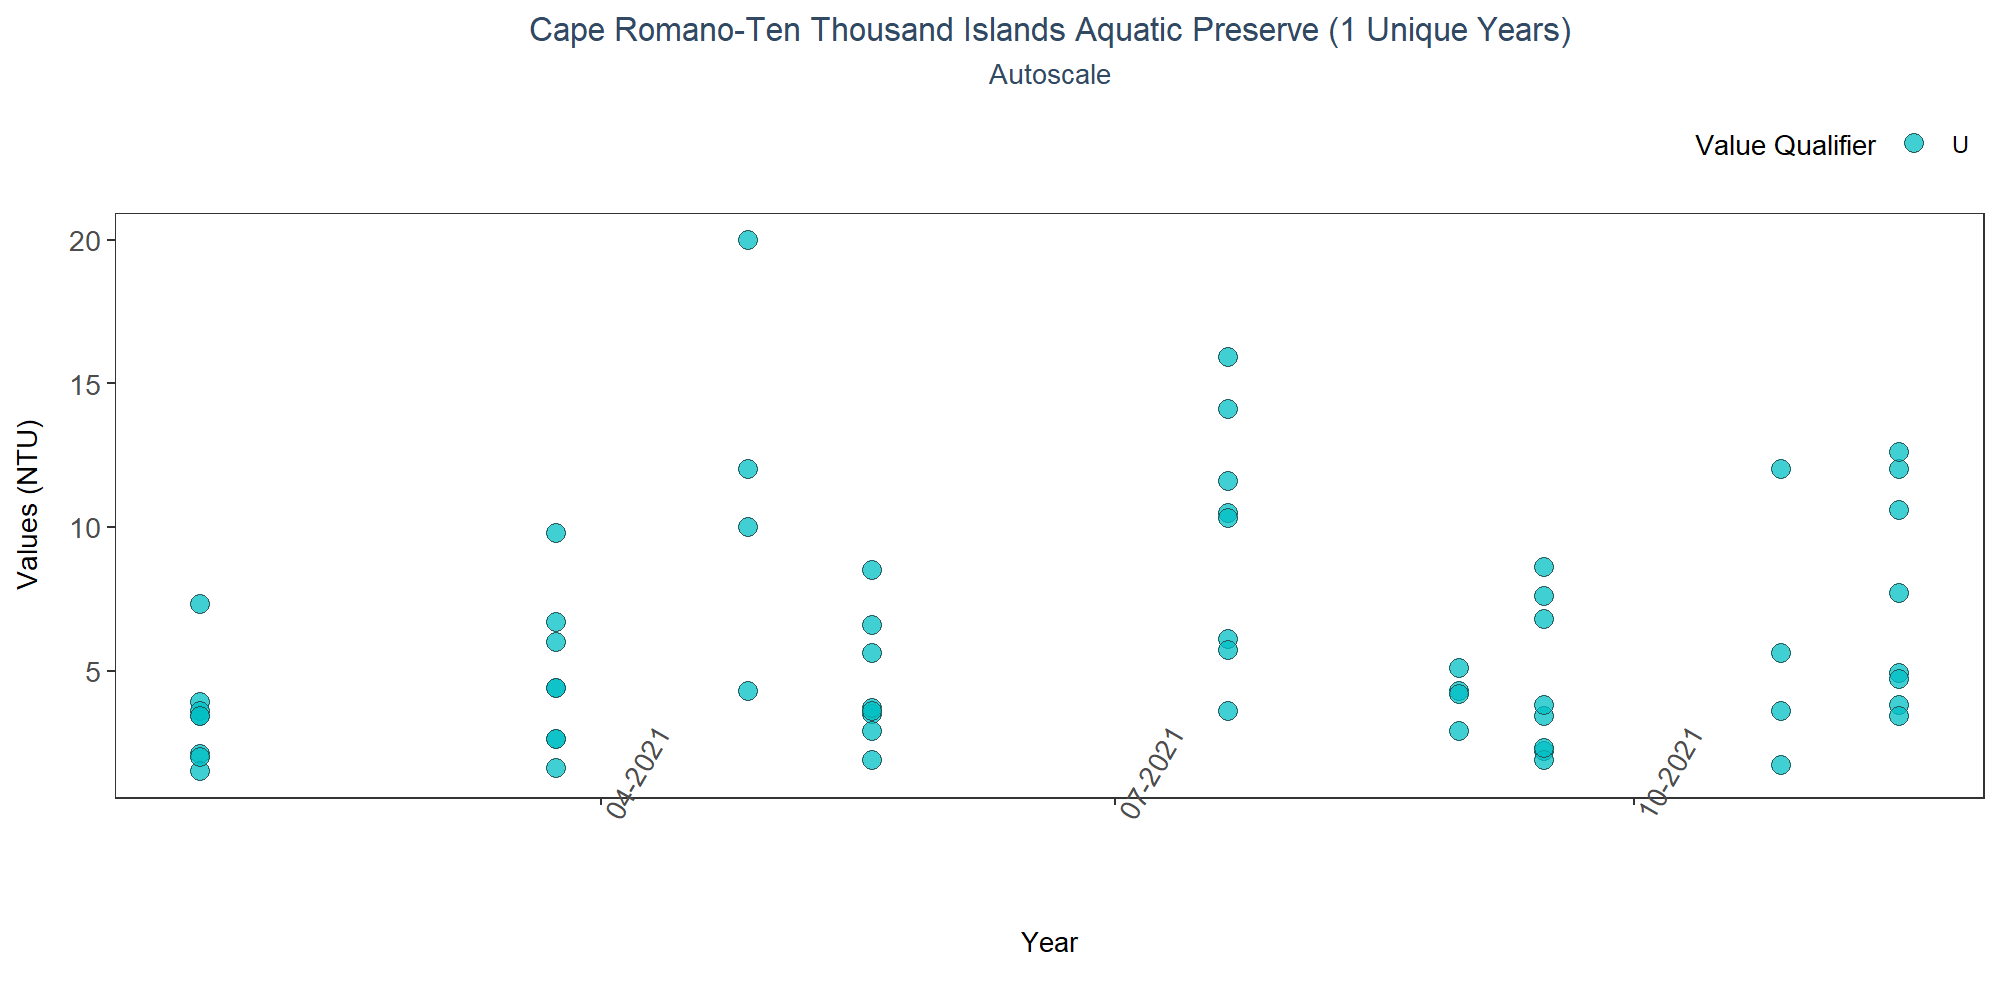 Cape Romano-Ten Thousand Islands Aquatic Preserve (1 Unique Years)
Autoscale
Value Qualifier U
20
15
10
5
Values (NTU)
04-2021
07-2021
10-2021
Year